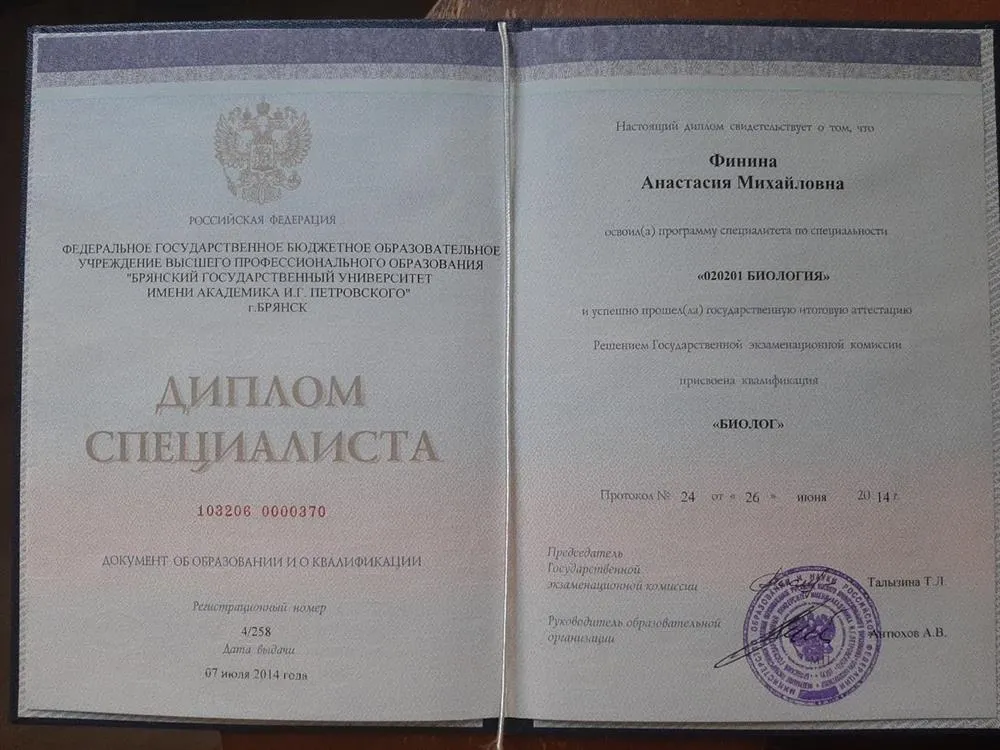 РОССИЙСКАЯ ФЕДЕРАЦИЯ
ФЕДЕРАЛЬНОЕ ГОСУДАРСТВЕННОЕ БЮДЖЕТНОЕ ОБРАЗОВАТЕЛЬНОЕ
УЧРЕЖДЕНИЕ ВЫСШЕГО ПРОФЕССИОНАЛЬНОГО ОБРАЗОВАНИЯ
"БРЯНСКИЙ ГОСУДАРСТВЕННЫЙ УНИВЕРСИТЕТ
ИМЕНИ АКАДЕМИКА И.Г. ПЕТРОВСКОГО"
г.БРЯНСК
ДИПЛОМ
СПЕЦИАЛИСТА
103206 0000370
ДОКУМЕНТ ОБ ОБРАЗОВАНИИ И О КВАЛИФИКАЦИИ
Регистрационный номер
4/258
Дата выдачи
07 июля 2014 года
Настоящий диплом свидетельствует о том, что
Финина
Анастасия Михайловна
освоил(а) программу специалитета по специальности
«020201 БИОЛОГИЯ»
и успешно прошел(ла) государственную итоговую аттестацию
Решением Государственной экзаменационной комиссии
присвоена квалификация
«БИОЛОГ»
Протокол № 24 от « 26 » июня 2014 г.
Председатель
Государственной
экзаменационной комиссии
Талызина Т.Л
Руководитель образовательной
организации
Антюхов А.В.
М.П.